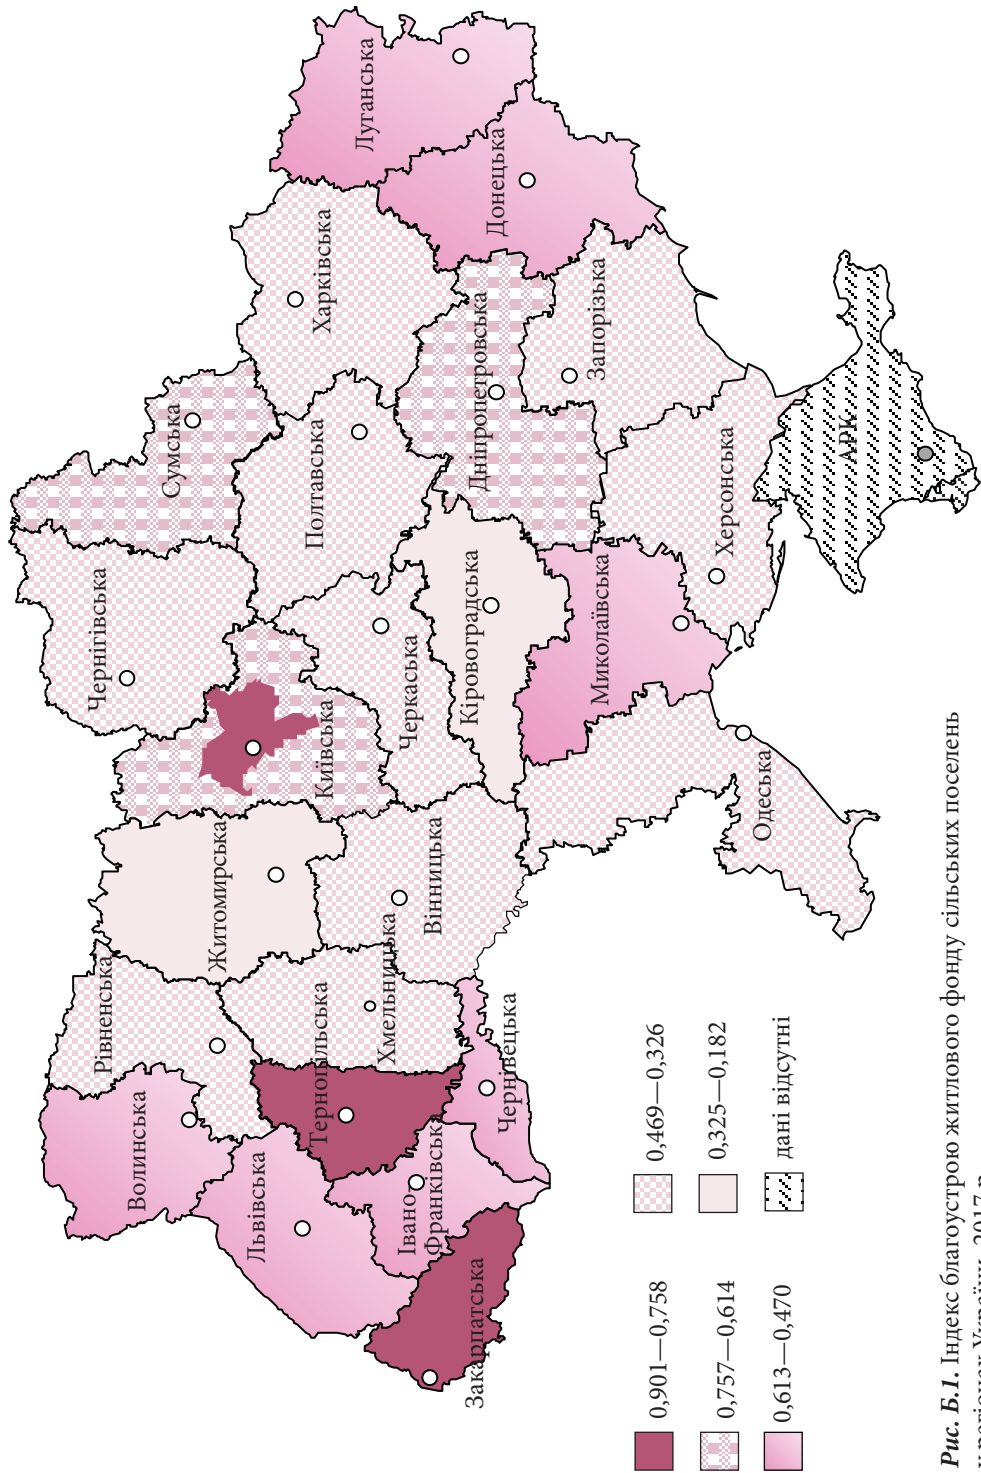 Волинська
Рівненська
Житомирська
Київська
Чернігівська
Сумська
Львівська
Тернопільська
Хмельницька
Вінницька
Черкаська
Полтавська
Харківська
Луганська
Закарпатська
Івано-
Франківська
Чернівецька
Кіровоградська
Дніпропетровська
Донецька
Одеська
Миколаївська
Херсонська
Запорізька
АРК
0,901—0,758
0,757—0,614
0,613—0,470
0,469—0,326
0,325—0,182
дані відсутні
Рис. Б.1. Індекс благоустрою житлового фонду сільських поселень
України, 2017 р.